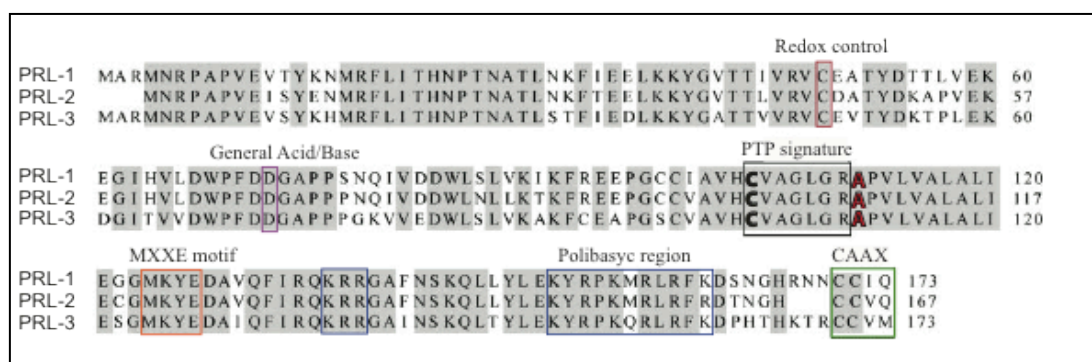 Redox control
PRL-1 MARMNRPAPVEVTYKNMRFLITHNPTNATLNKFIEELKKYGVTTIVRVCEATYDTTLVEK 60
PRL-2 MNRPAPVEISYENMRFLITHNPTNATLNKFTEELKKYGVTTLVRVCDATYDKAPVEK 57
PRL-3 MARMNRPAPVEVSYKHMRFLITHNPTNATLSTFIEDLKKYGATTVVRVCEVTYDKTPLEK 60
General Acid/Base PTP signature
PRL-1 EGIHVLDWPFDDGAPPSNQIVDDWLSLVKIKFREEPGCCIAVHCVAGLGRAPVLVALALI 120
PRL-2 EGIHVLDWPFDDGAPPSNQIVDDWLNLLKTKFREEPGCCVAVHCVAGLGRAPVLVALALI 117
PRL-3 DGITVVDWPFDDGAPPPGKVVEDWLSLVKAKFCEAPGSCVAVHCVAGLGRAPVLVALALI 120
MXXE motif Polibasyc region CAAX
PRL-1 EGGMKYEDAVQFIRQKRRGAFNSKQLLYLEKYRPKMRLRFKDSNGHRNNCCIQ 173
PRL-2 ECGMKYEDAVQFIRQKRRGAFNSKQLLYLEKYRPKMRLRFRDTNGH CCVQ 167
PRL-3 ESGMKYEDAIQFIRQKRRGAINSKQLTYLEKYRPKQRLRFKDPHTHKTRCCVM 173